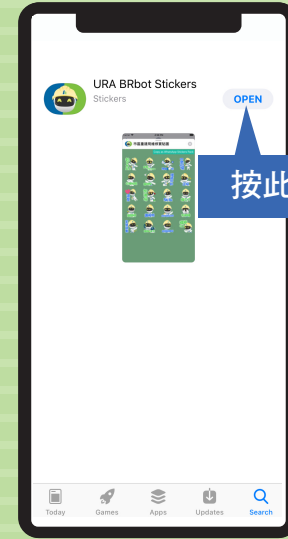 URA BRbot Stickers
Stickers
OPEN
按此
Today
Games
Apps
Updates
Search